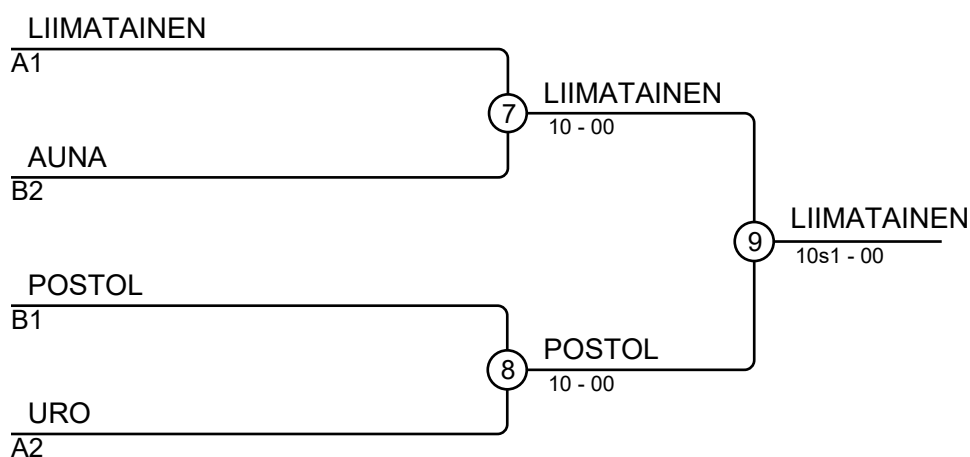 LIIMATAINEN
A1
7
LIIMATAINEN
10 - 00
AUNA
B2
9
LIIMATAINEN
10s1 - 00
POSTOL
B1
8
POSTOL
10 - 00
URO
A2